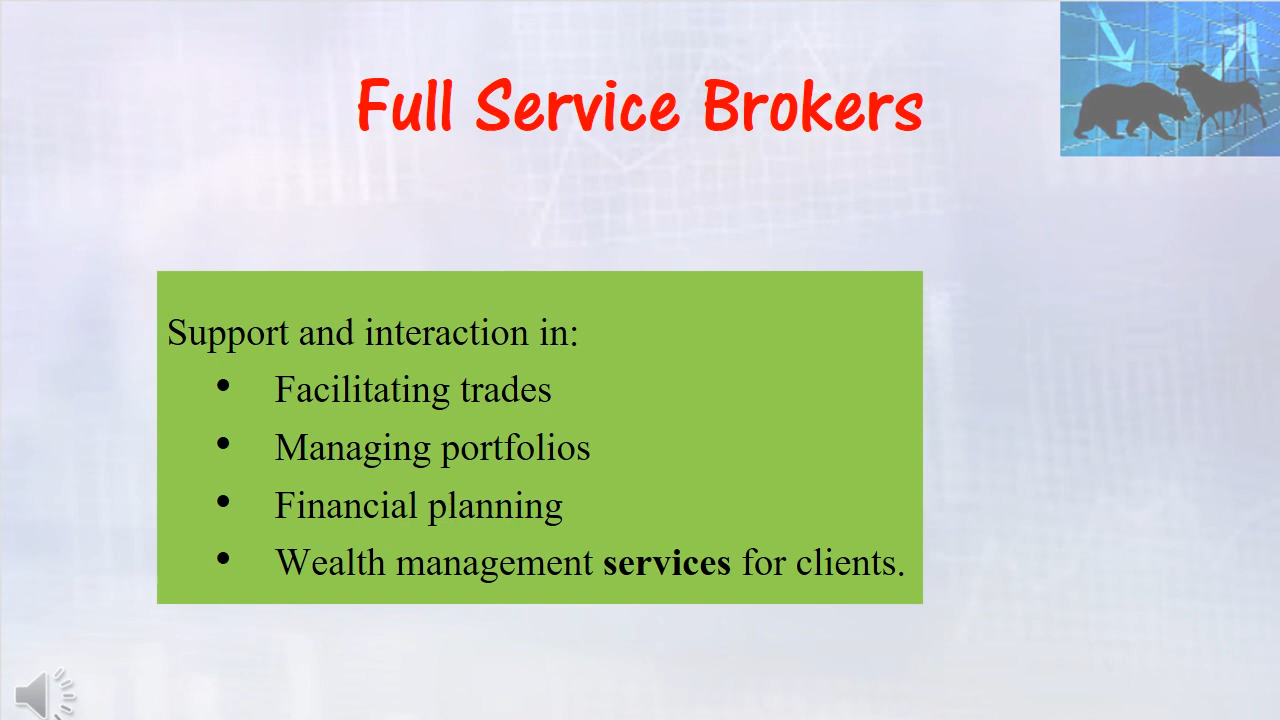 Full Service Brokers
Support and interaction in:
• Facilitating trades
• Managing portfolios
• Financial planning
• Wealth management services for clients.